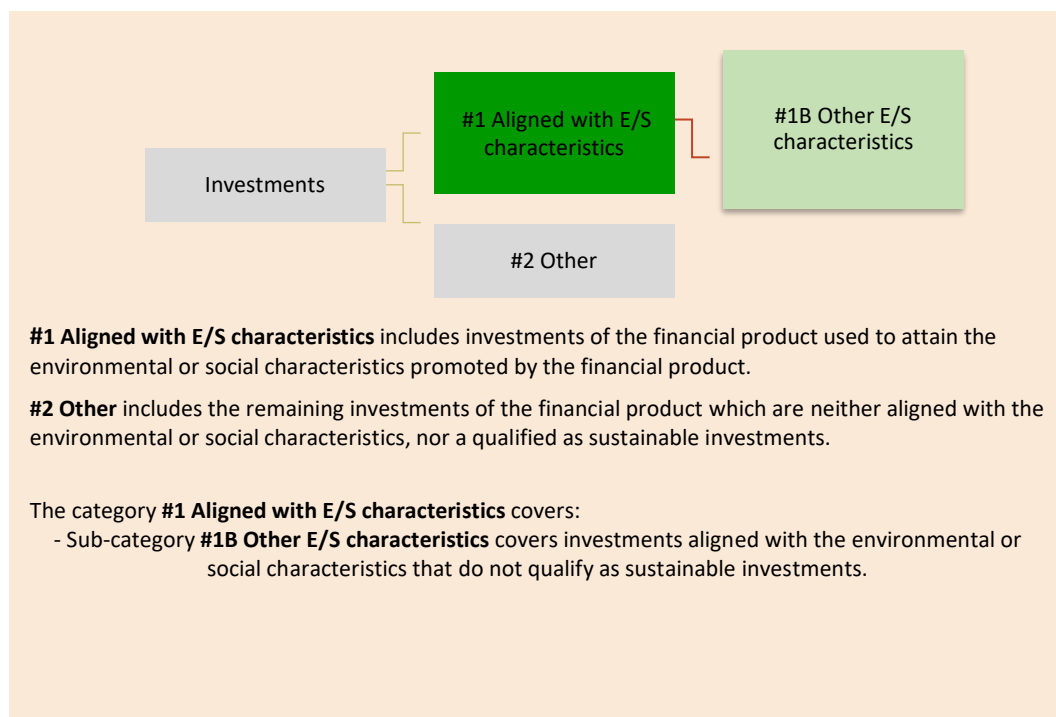 #1 Aligned with E/S
characteristics
#1B Other E/S
characteristics
Investments
#2 Other
#1 Aligned with E/S characteristics includes investments of the financial product used to attain the
environmental or social characteristics promoted by the financial product.
#2 Other includes the remaining investments of the financial product which are neither aligned with the
environmental or social characteristics, nor a qualified as sustainable investments.
The category #1 Aligned with E/S characteristics covers:
- Sub-category #1B Other E/S characteristics covers investments aligned with the environmental or
social characteristics that do not qualify as sustainable investments.